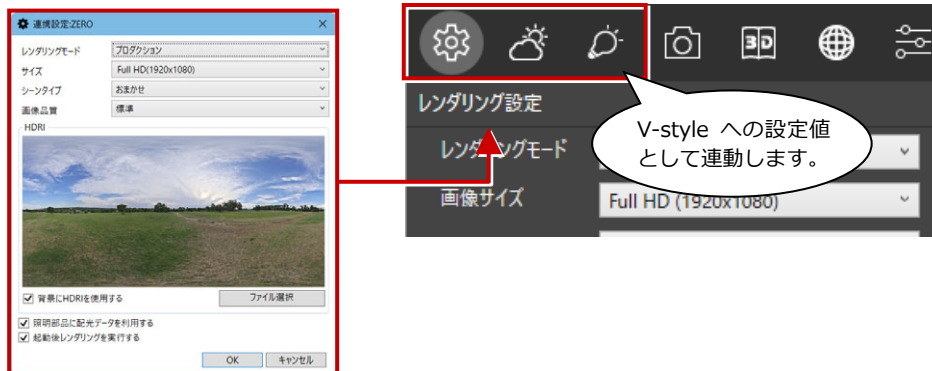 連携設定:ZERO
レンダリングモード
プロダクション
サイズ
Full HD(1920x1080)
シーンタイプ
おまかせ
画像品質
標準
HDRI
背景にHDRIを使用する
ファイル選択
照明部品に配光データを利用する
起動後レンダリングを実行する
OK
キャンセル
3D
レンダリング設定
レンダリングモード
V-style への設定値
として連動します。
画像サイズ
Full HD (1920x1080)